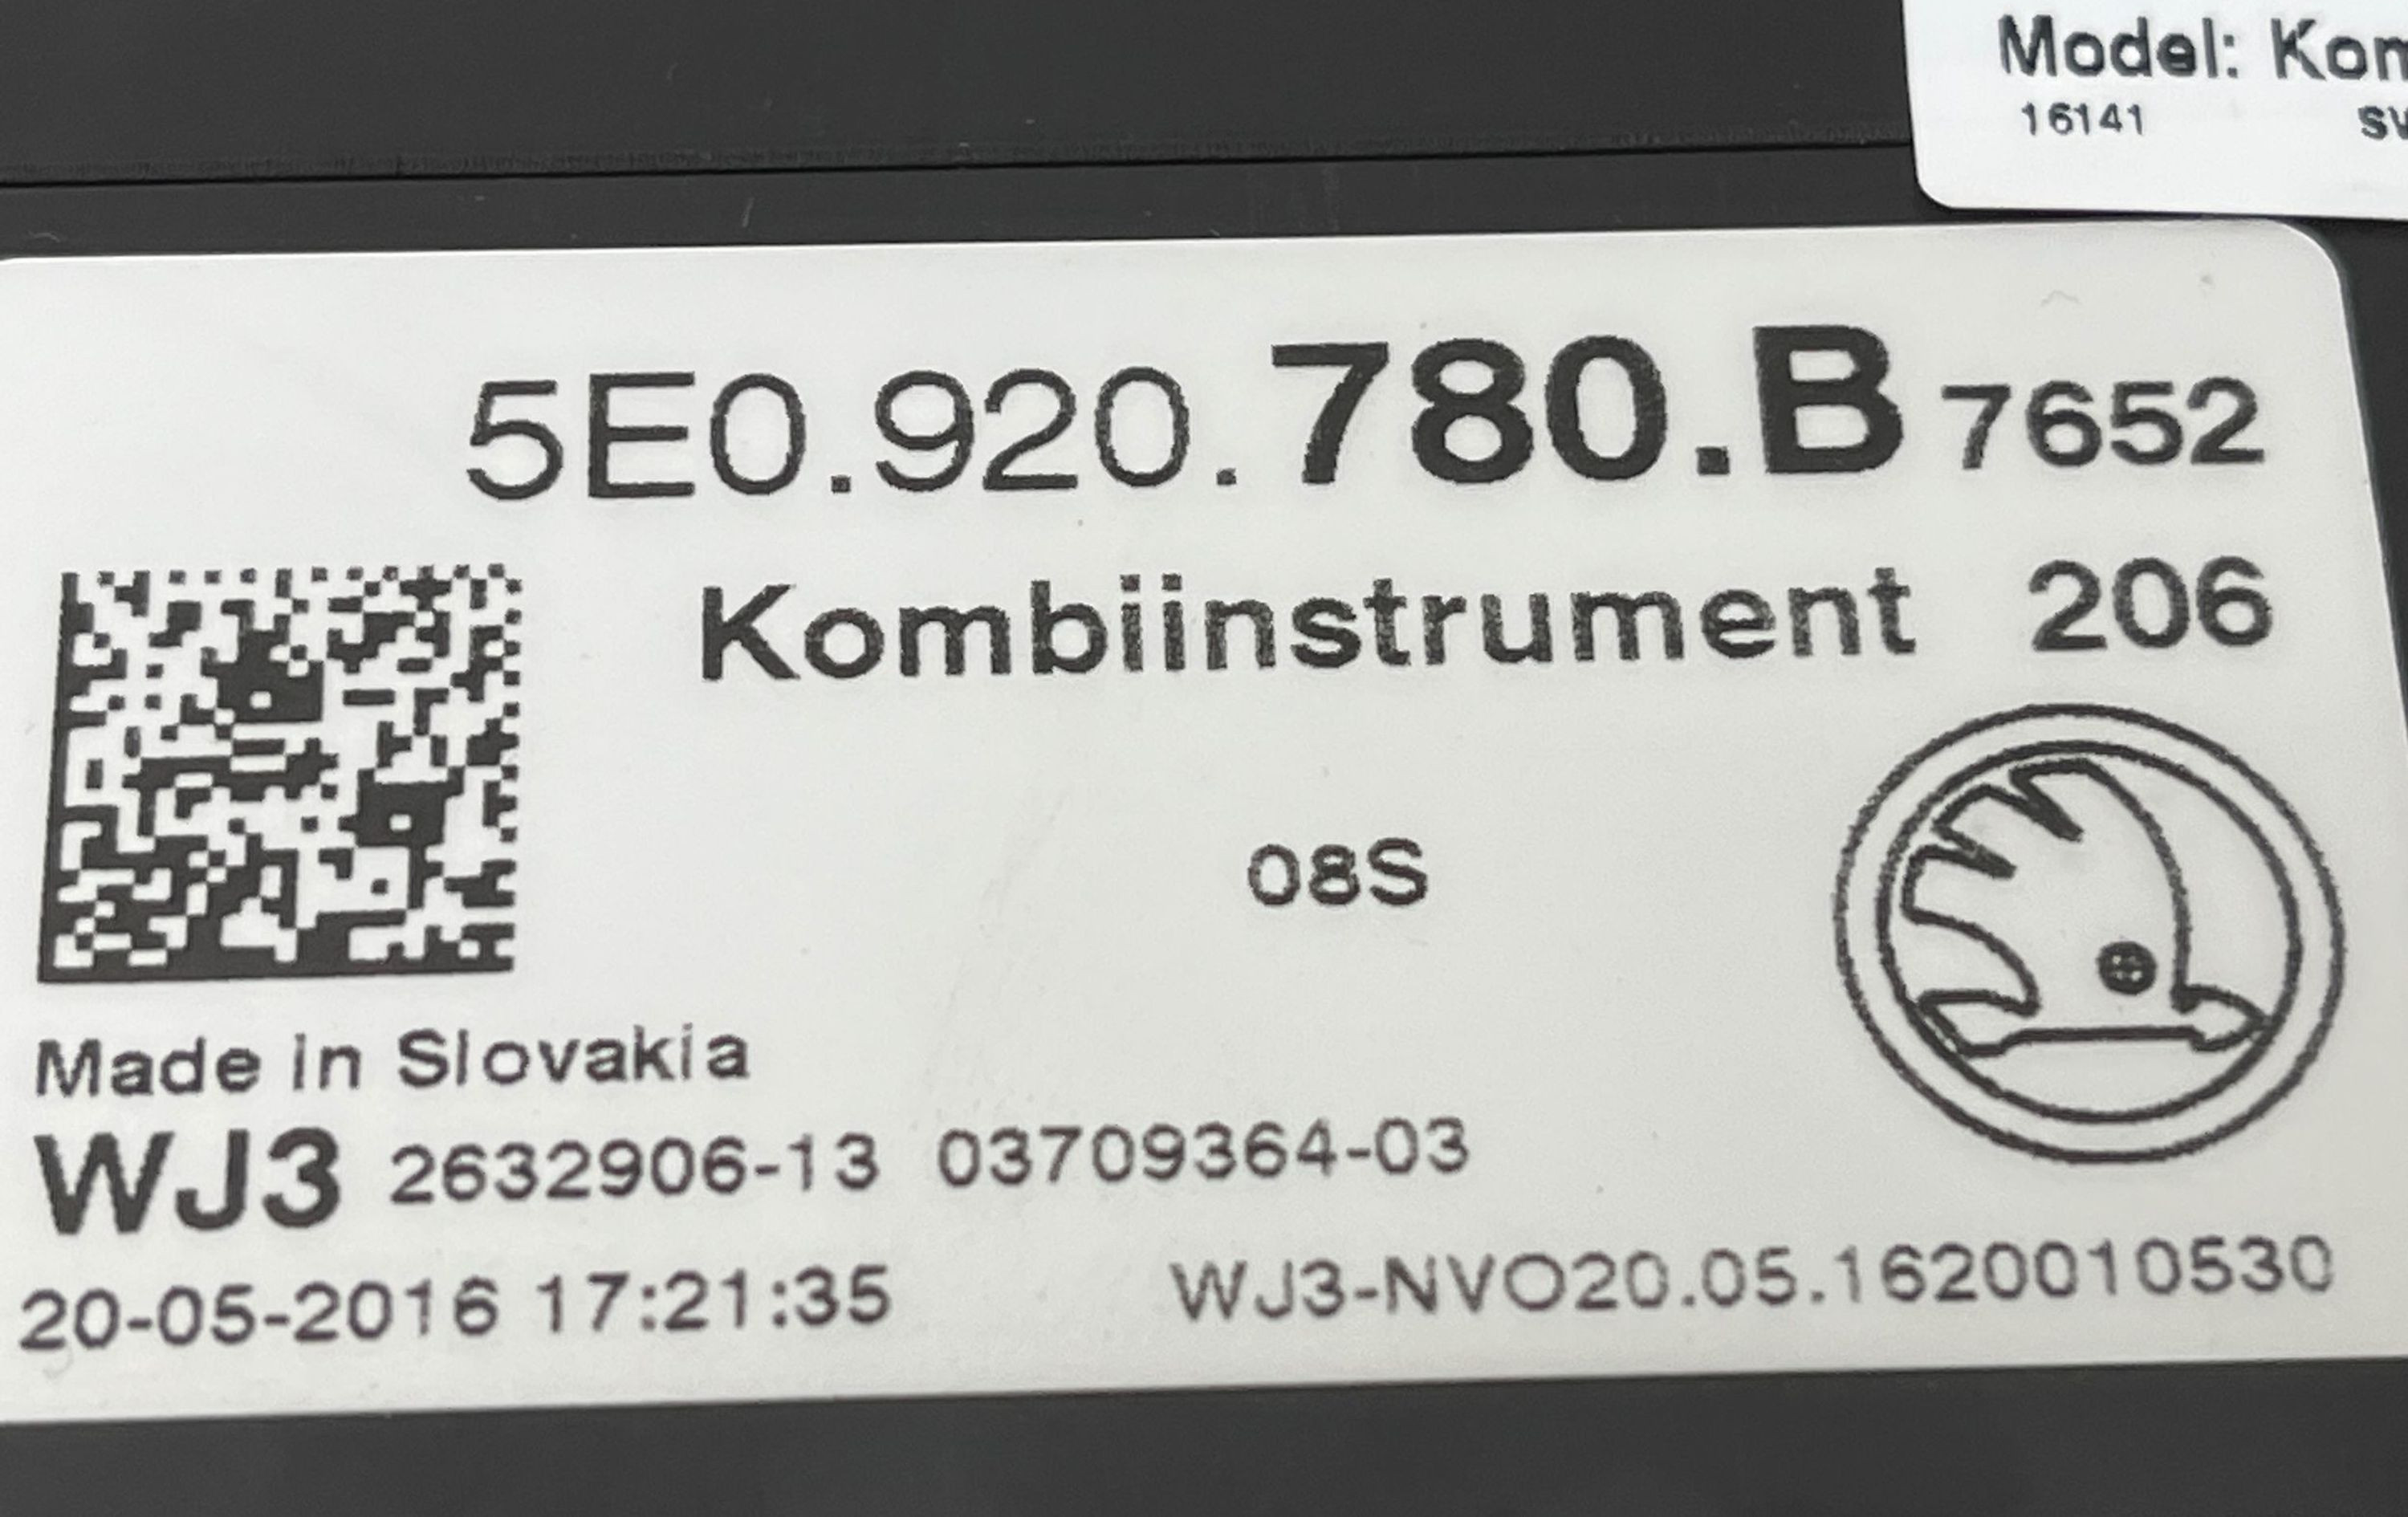 Model: Kom
16141 SV
5E0.920.780.B 7652
Kombiinstrument 206
08S
Made in Slovakia
WJ3 2632906-13 03709364-03
20-05-2016 17:21:35 WJ3-NVO20.05.1620010530